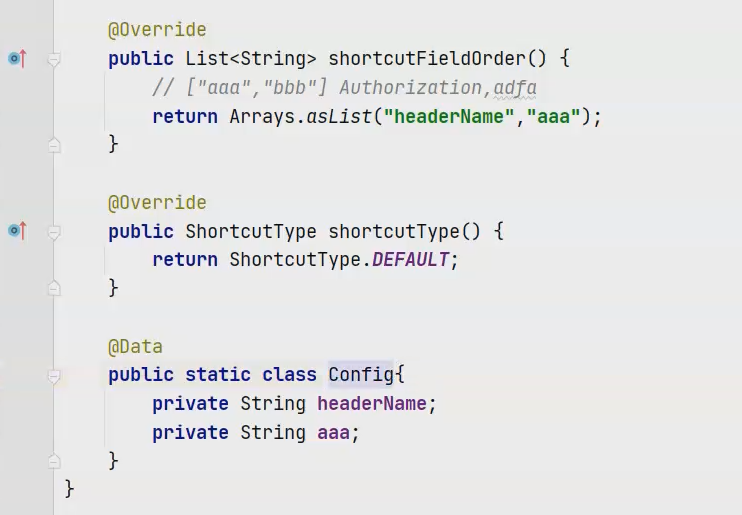 @Override
public List<String> shortcutFieldOrder() {
// ["aaa","bbb"] Authorization,adfa
return Arrays.asList("headerName","aaa");
}
@Override
public ShortcutType shortcutType() {
return ShortcutType.DEFAULT;
}
@Data
public static class Config{
private String headerName;
private String aaa;
}
}